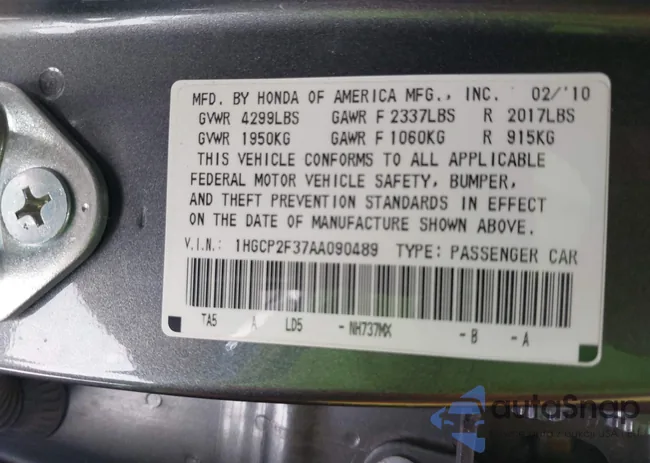 MFD. BY HONDA OF AMERICA MFG., INC. 02/'10
GVWR 4299LBS GAWR F 2337LBS R 2017LBS
GVWR 1950KG GAWR F 1060KG R 915KG
THIS VEHICLE CONFORMS TO ALL APPLICABLE
FEDERAL MOTOR VEHICLE SAFETY, BUMPER,
AND THEFT PREVENTION STANDARDS IN EFFECT
ON THE DATE OF MANUFACTURE SHOWN ABOVE.
V.I.N.: 1HGCP2F37AA090489 TYPE: PASSENGER CAR
TA5 A LD5 -NH737MX -B -A
autoSnap